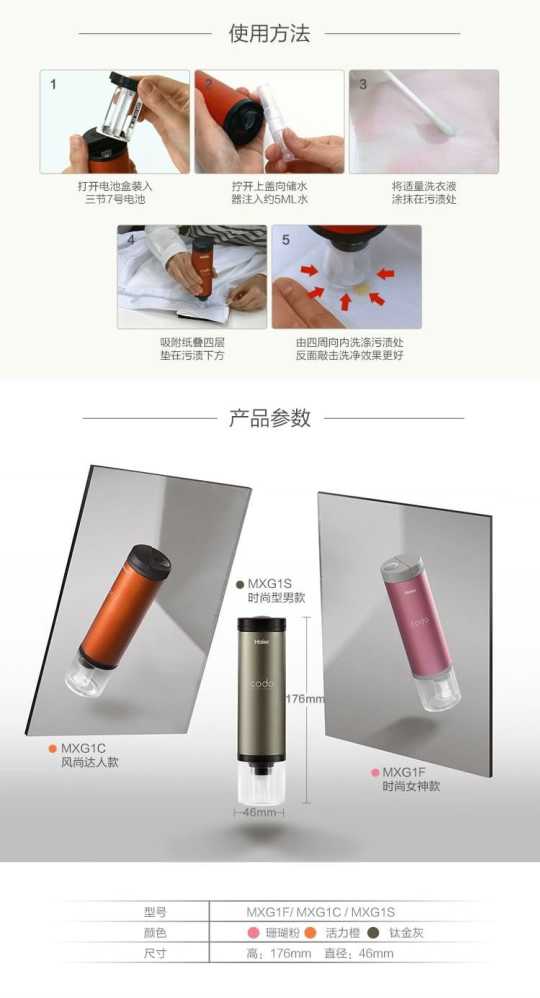 使用方法
1
2
3
打开电池盒装入
三节7号电池
拧开上盖向储水
器注入约5ML水
将适量洗衣液
涂抹在污渍处
4
5
吸附纸叠四层
垫在污渍下方
由四周向内洗涤污渍处
反面敲击洗净效果更好
产品参数
MXG1S
时尚型男款
Haier
codo
176mm
46mm
MXG1C
风尚达人款
Haier
codo
MXG1F
时尚女神款
型号 MXG1F/ MXG1C / MXG1S
颜色 珊瑚粉 活力橙 钛金灰
尺寸 高：176mm 直径：46mm